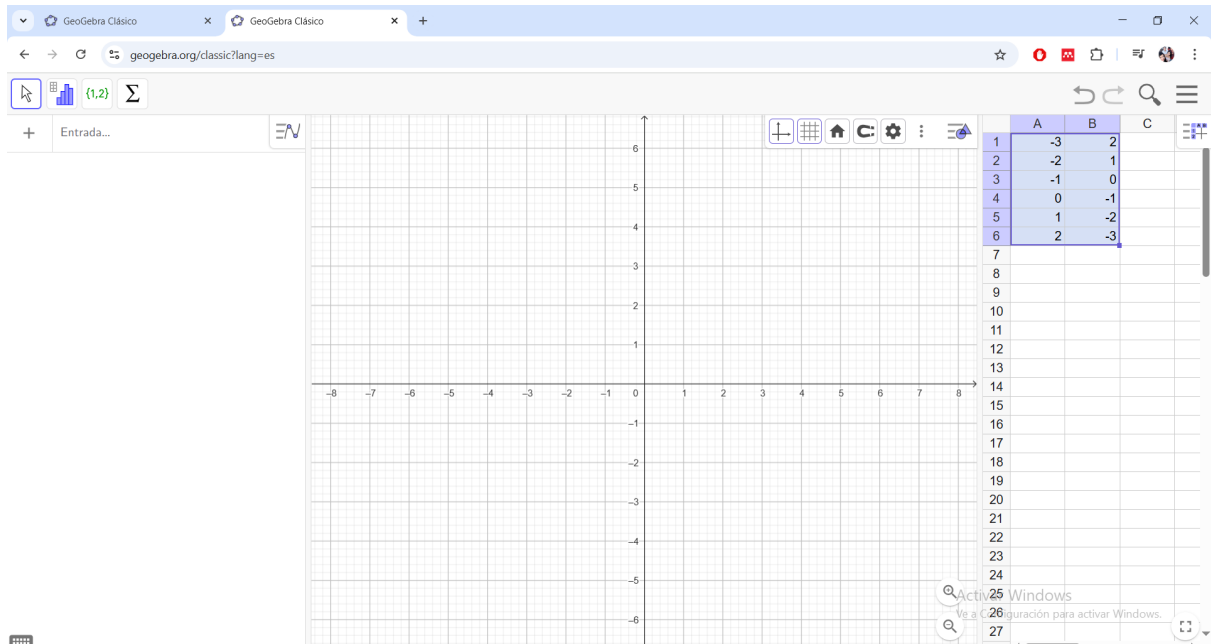 GeoGebra Clásico
GeoGebra Clásico
geogebra.org/classic?lang=es
{1,2} Σ
Entrada...
A B C
1 -3 2
2 -2 1
3 -1 0
4 0 -1
5 1 -2
6 2 -3
7
8
9
10
11
12
13
14
15
16
17
18
19
20
21
22
23
24
25
26
27
6
5
4
3
2
1
–8 –7 –6 –5 –4 –3 –2 –1 0 1 2 3 4 5 6 7 8
–1
–2
–3
–4
–5
–6
Activar Windows
Ve a Configuración para activar Windows.